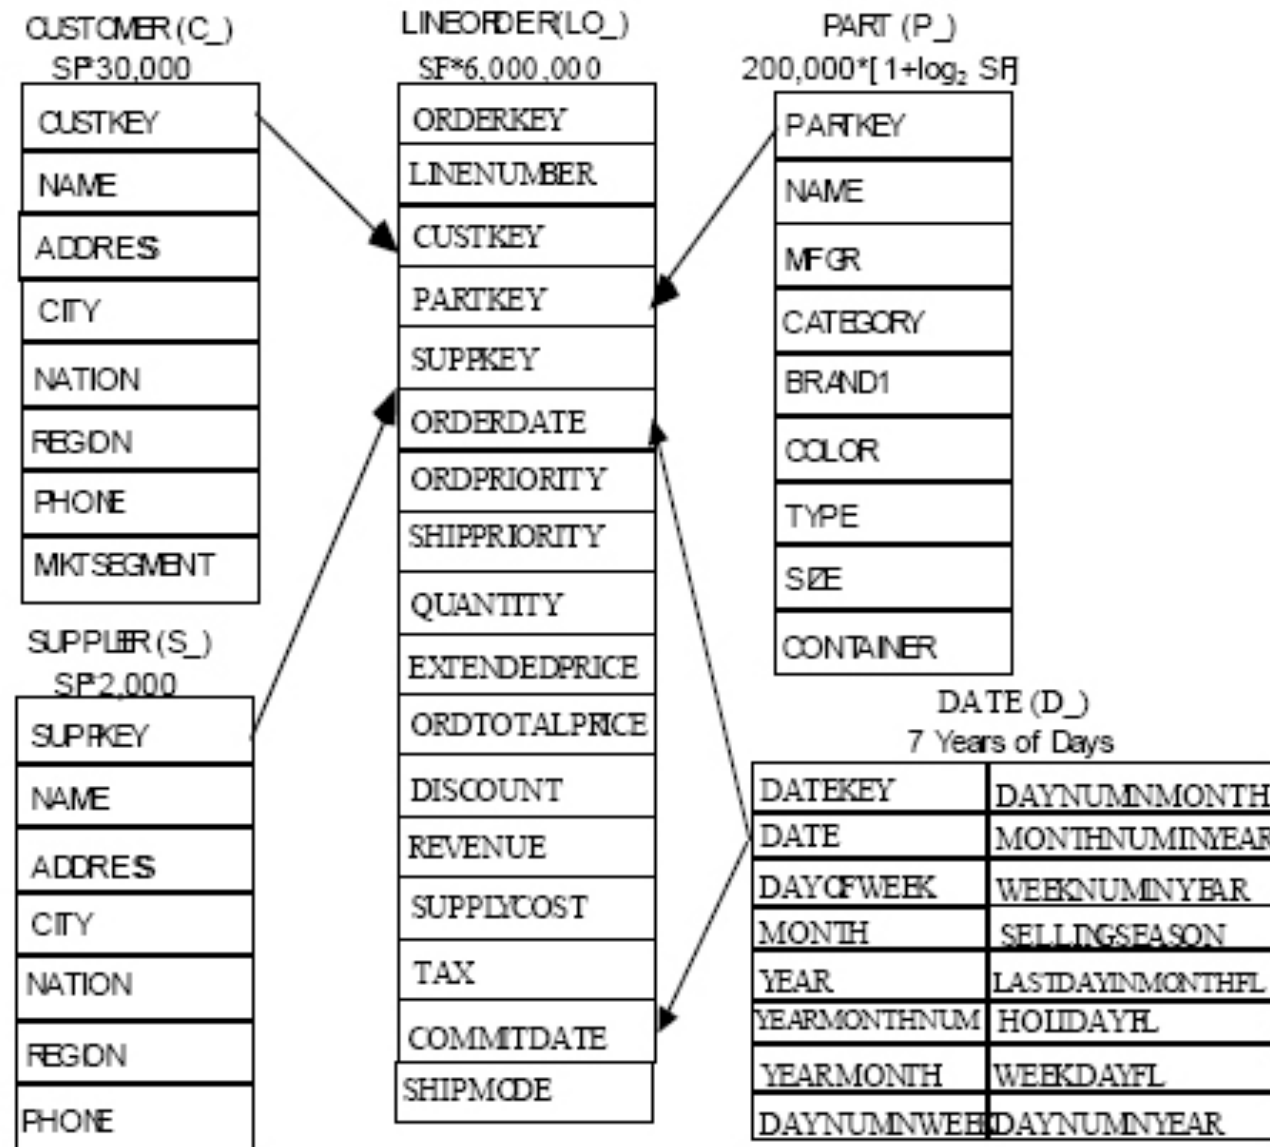 CUSTOMER (C_)
SF*30,000
CUSTKEY
NAME
ADDRESS
CITY
NATION
REGION
PHONE
MKTSEGMENT
SUPPLIER (S_)
SF*2,000
SUPPKEY
NAME
ADDRESS
CITY
NATION
REGION
PHONE
LINEORDER(LO_)
SF*6,000,000
ORDERKEY
LINENUMBER
CUSTKEY
PARTKEY
SUPPKEY
ORDERDATE
ORDPRIORITY
SHIPPRIORITY
QUANTITY
EXTENDEDPRICE
ORDTOTALPRICE
DISCOUNT
REVENUE
SUPPLYCOST
TAX
COMMITDATE
SHIPMODE
PART (P_)
200,000*[1+log₂ SF]
PARTKEY
NAME
MFGR
CATEGORY
BRAND1
COLOR
TYPE
SIZE
CONTAINER
DATE (D_)
7 Years of Days
DATEKEY
DATE
DAYOFWEEK
MONTH
YEAR
YEARMONTHNUM
YEARMONTH
DAYNUMINWEEK
DAYNUMINMONTH
MONTHNUMINYEAR
WEEKNUMINYEAR
SELLINGSEASON
LASTDAYINMONTHFL
HOLIDAYFL
WEEKDAYFL
DAYNUMINYEAR